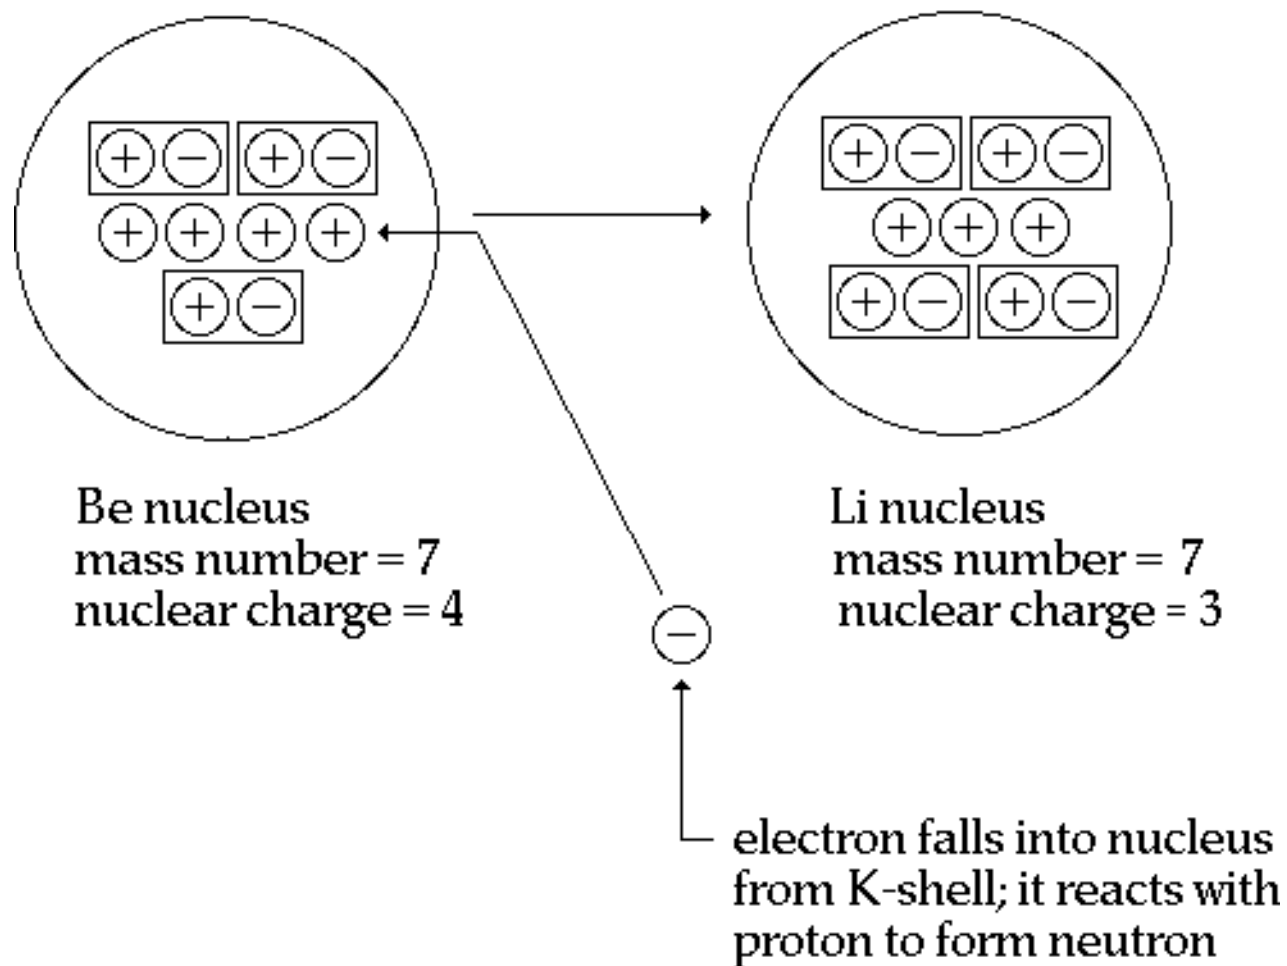 Be nucleus
mass number = 7
nuclear charge = 4
Li nucleus
mass number = 7
nuclear charge = 3
electron falls into nucleus
from K-shell; it reacts with
proton to form neutron